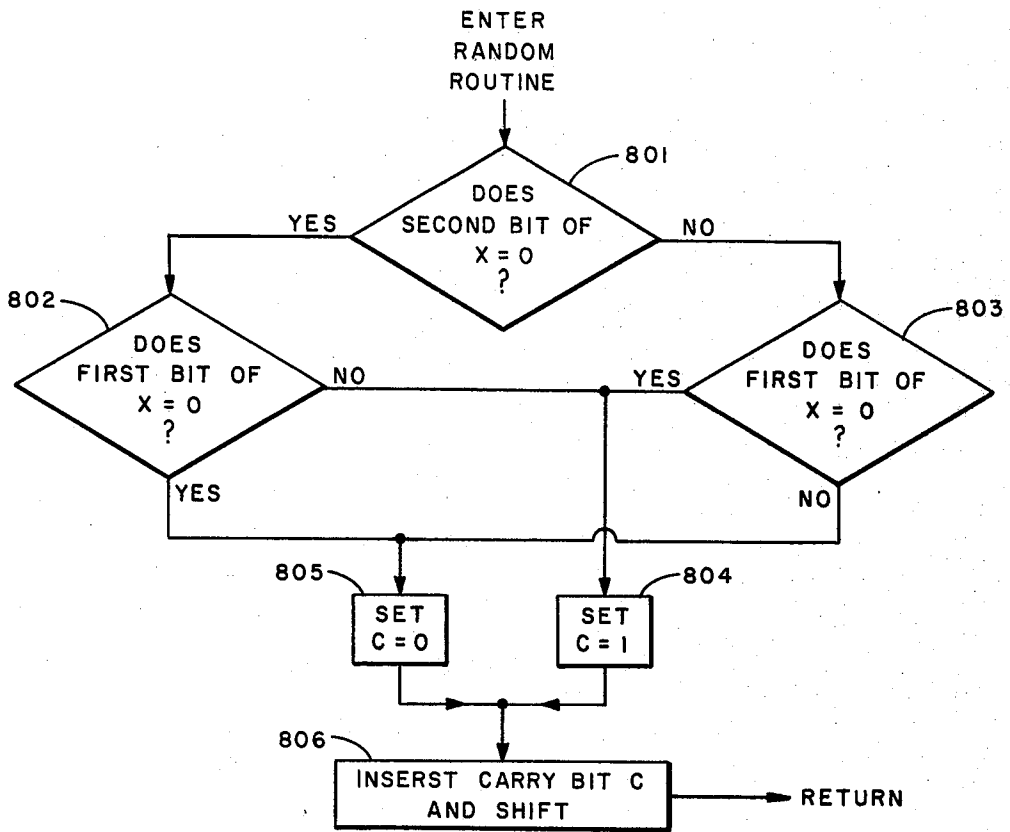 ENTER
RANDOM
ROUTINE
801
DOES
SECOND BIT OF
X = 0
?
YES
NO
802
DOES
FIRST BIT OF
X = 0
?
NO
YES
803
DOES
FIRST BIT OF
X = 0
?
YES
NO
805
SET
C = 0
804
SET
C = 1
806
INSERST CARRY BIT C
AND SHIFT
RETURN